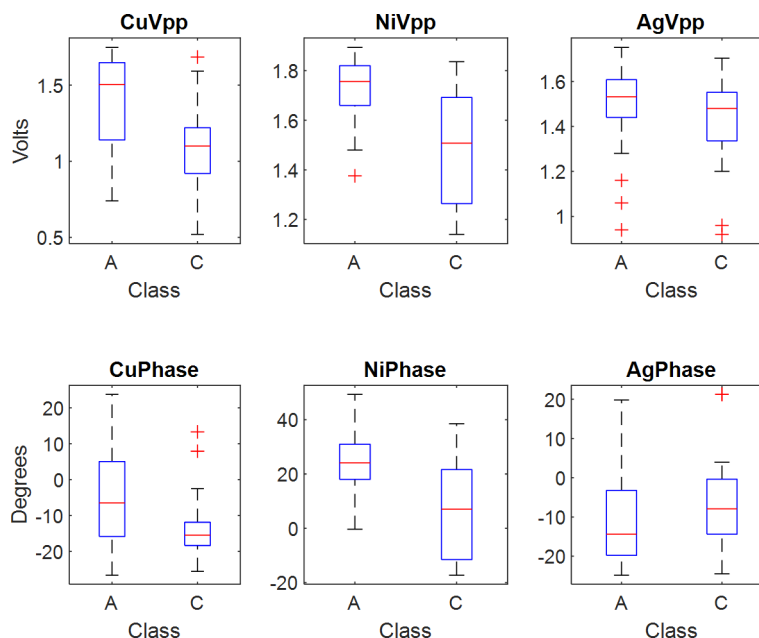 CuVpp
NiVpp
AgVpp
1.5
1
0.5
Volts
A
C
Class
1.8
1.6
1.4
1.2
A
C
Class
1.6
1.4
1.2
1
A
C
Class
CuPhase
NiPhase
AgPhase
20
10
0
-10
-20
Degrees
A
C
Class
40
20
0
-20
A
C
Class
20
10
0
-10
-20
A
C
Class